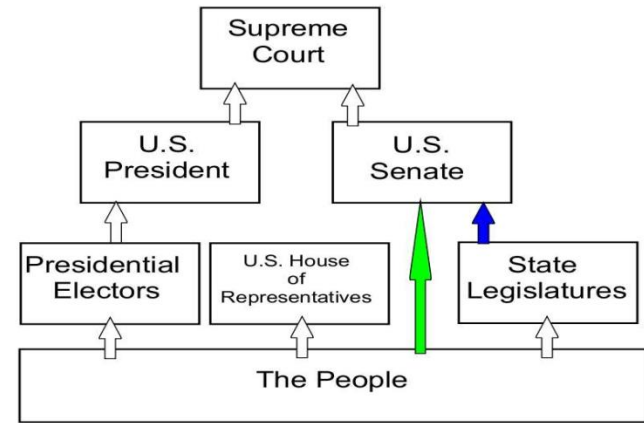 Supreme
Court
U.S.
President
U.S.
Senate
Presidential
Electors
U.S. House
of
Representatives
State
Legislatures
The People